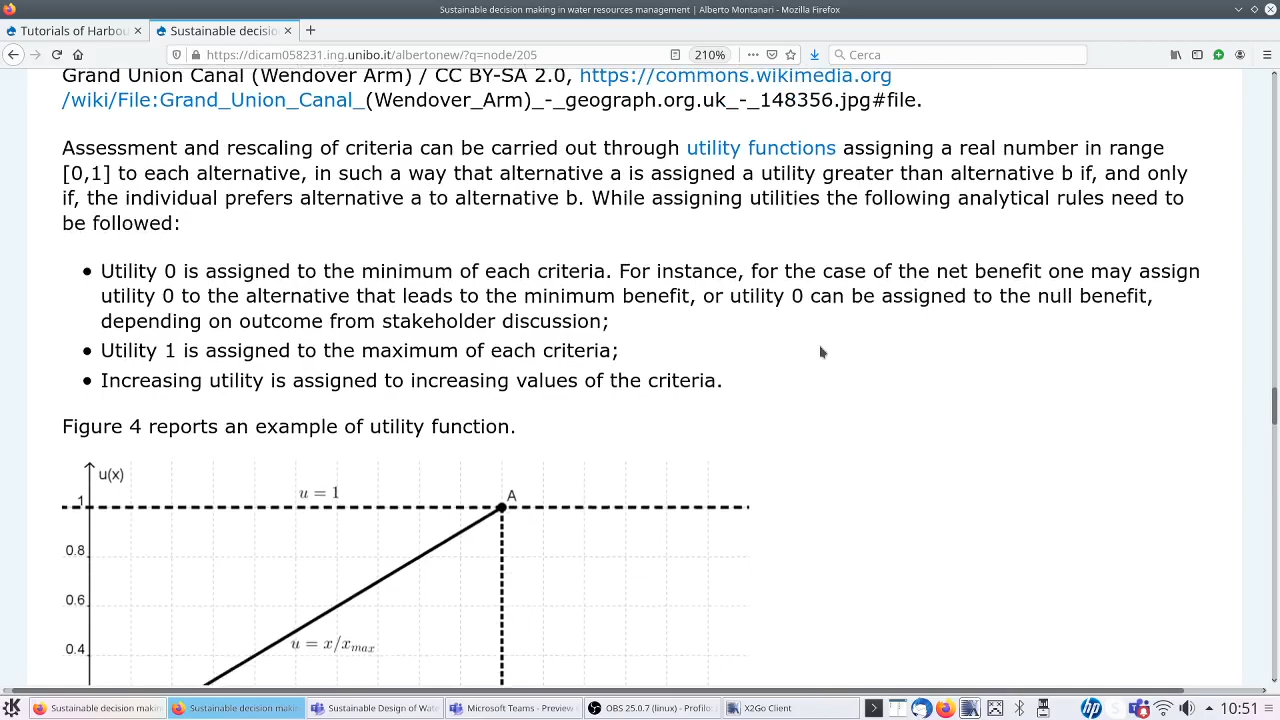 Sustainable decision making in water resources management | Alberto Montanari - Mozilla Firefox
Tutorials of Harbou
Sustainable decisio
https://dicam058231.ing.unibo.it/albertonew/?q=node/205
210%
Cerca
Grand Union Canal (Wendover Arm) / CC BY-SA 2.0, https://commons.wikimedia.org
/wiki/File:Grand_Union_Canal_(Wendover_Arm)_-_geograph.org.uk_-_148356.jpg#file.
Assessment and rescaling of criteria can be carried out through utility functions assigning a real number in range
[0,1] to each alternative, in such a way that alternative a is assigned a utility greater than alternative b if, and only
if, the individual prefers alternative a to alternative b. While assigning utilities the following analytical rules need to
be followed:
• Utility 0 is assigned to the minimum of each criteria. For instance, for the case of the net benefit one may assign
utility 0 to the alternative that leads to the minimum benefit, or utility 0 can be assigned to the null benefit,
depending on outcome from stakeholder discussion;
• Utility 1 is assigned to the maximum of each criteria;
• Increasing utility is assigned to increasing values of the criteria.
Figure 4 reports an example of utility function.
u(x)
u = 1
A
1
0.8
0.6
u = x/xmax
0.4
Sustainable decision making
Sustainable decision makin
Sustainable Design of Wate
Microsoft Teams - Preview
OBS 25.0.7 (linux) - Profilo:
X2Go Client
10:51